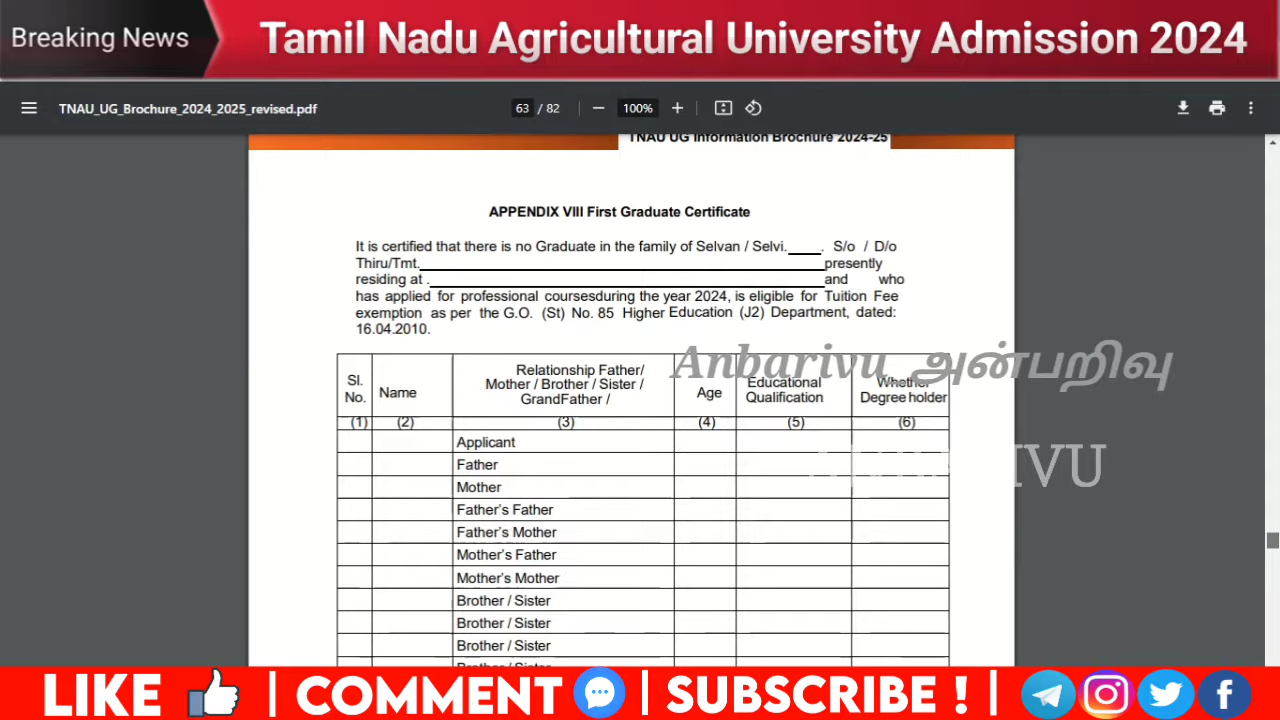 Breaking News
Tamil Nadu Agricultural University Admission 2024
TNAU_UG_Brochure_2024_2025_revised.pdf
63 / 82
100%
TNAU UG Information Brochure 2024-25
APPENDIX VIII First Graduate Certificate
It is certified that there is no Graduate in the family of Selvan / Selvi.____. S/o / D/o
Thiru/Tmt.____presently
residing at .____and who
has applied for professional coursesduring the year 2024, is eligible for Tuition Fee
exemption as per the G.O. (St) No. 85 Higher Education (J2) Department, dated:
16.04.2010.
Anbarivu அன்பறிவு
Sl. No. Name Relationship Father/ Mother / Brother / Sister / GrandFather / Age Educational Qualification Whether Degree holder
(1) (2) (3) (4) (5) (6)
Applicant
Father
IVU
Mother
Father's Father
Father's Mother
Mother's Father
Mother's Mother
Brother / Sister
Brother / Sister
Brother / Sister
Brother / Sister
LIKE | COMMENT | SUBSCRIBE ! |